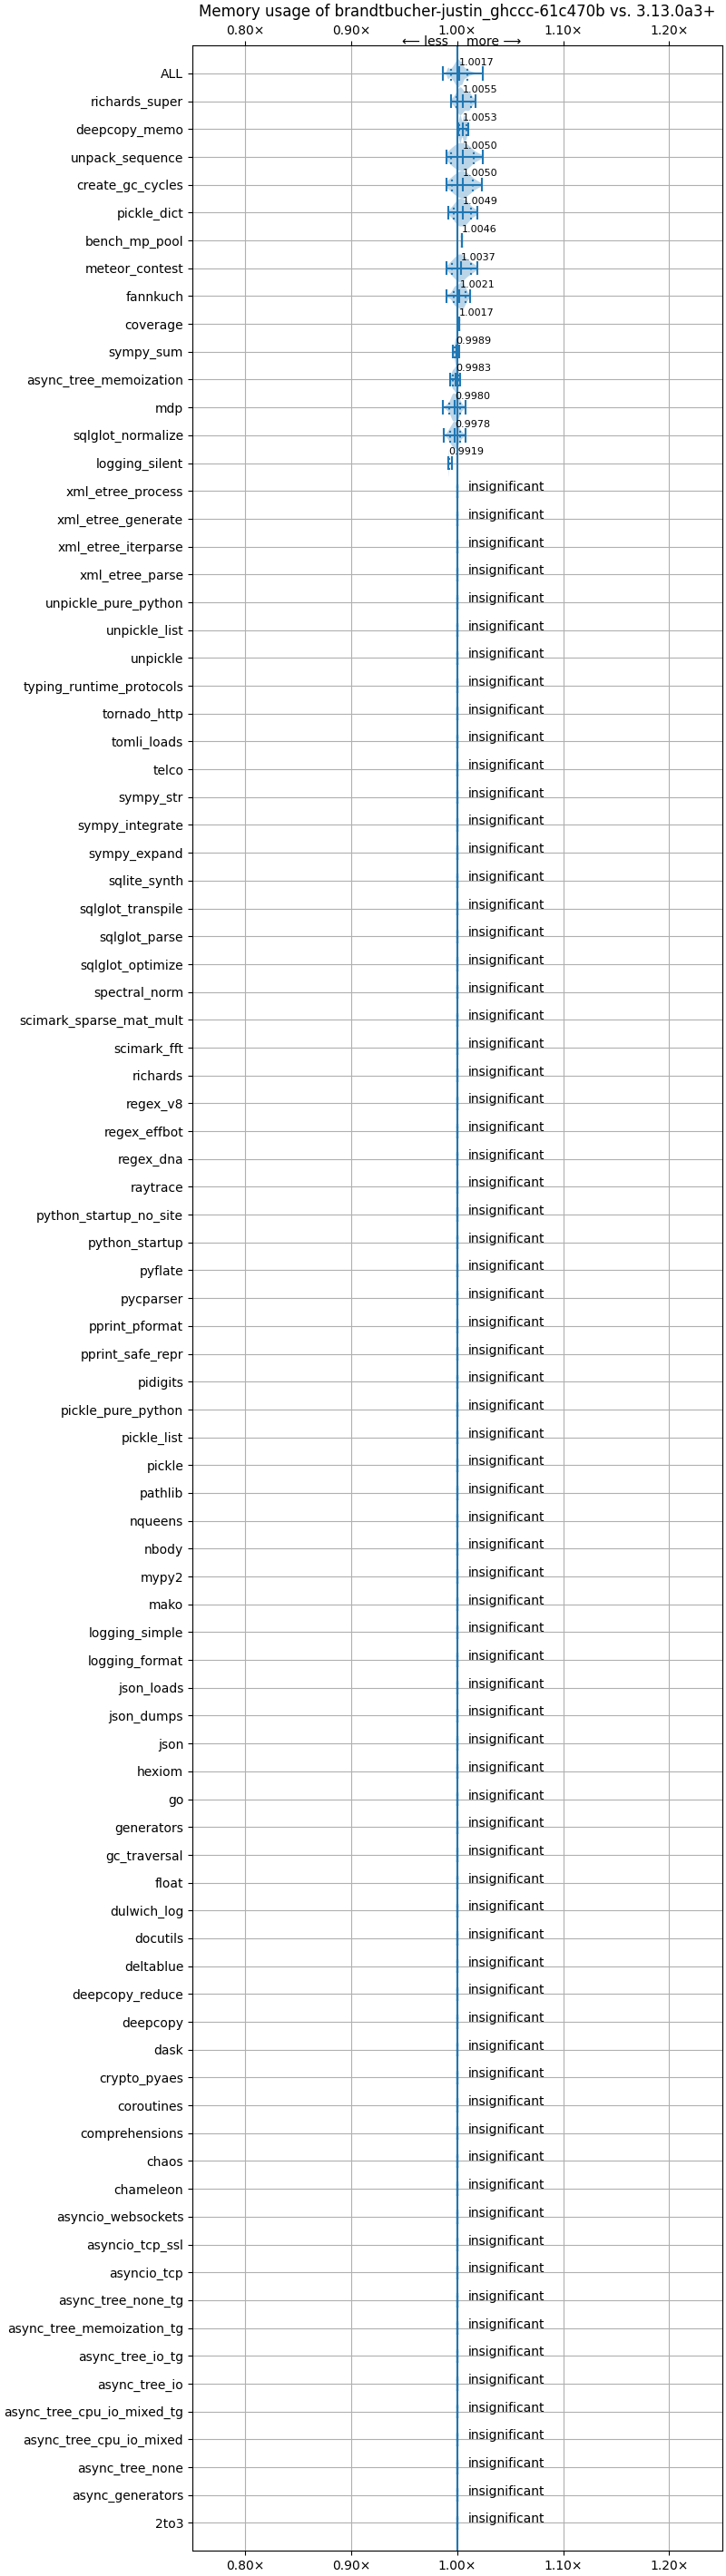 Memory usage of brandtbucher-justin_ghccc-61c470b vs. 3.13.0a3+
0.80× 0.90× 1.00× 1.10× 1.20×
⟵ less more ⟶
ALL 1.0017
richards_super 1.0055
deepcopy_memo 1.0053
unpack_sequence 1.0050
create_gc_cycles 1.0050
pickle_dict 1.0049
bench_mp_pool 1.0046
meteor_contest 1.0037
fannkuch 1.0021
coverage 1.0017
sympy_sum 0.9989
async_tree_memoization 0.9983
mdp 0.9980
sqlglot_normalize 0.9978
logging_silent 0.9919
xml_etree_process insignificant
xml_etree_generate insignificant
xml_etree_iterparse insignificant
xml_etree_parse insignificant
unpickle_pure_python insignificant
unpickle_list insignificant
unpickle insignificant
typing_runtime_protocols insignificant
tornado_http insignificant
tomli_loads insignificant
telco insignificant
sympy_str insignificant
sympy_integrate insignificant
sympy_expand insignificant
sqlite_synth insignificant
sqlglot_transpile insignificant
sqlglot_parse insignificant
sqlglot_optimize insignificant
spectral_norm insignificant
scimark_sparse_mat_mult insignificant
scimark_fft insignificant
richards insignificant
regex_v8 insignificant
regex_effbot insignificant
regex_dna insignificant
raytrace insignificant
python_startup_no_site insignificant
python_startup insignificant
pyflate insignificant
pycparser insignificant
pprint_pformat insignificant
pprint_safe_repr insignificant
pidigits insignificant
pickle_pure_python insignificant
pickle_list insignificant
pickle insignificant
pathlib insignificant
nqueens insignificant
nbody insignificant
mypy2 insignificant
mako insignificant
logging_simple insignificant
logging_format insignificant
json_loads insignificant
json_dumps insignificant
json insignificant
hexiom insignificant
go insignificant
generators insignificant
gc_traversal insignificant
float insignificant
dulwich_log insignificant
docutils insignificant
deltablue insignificant
deepcopy_reduce insignificant
deepcopy insignificant
dask insignificant
crypto_pyaes insignificant
coroutines insignificant
comprehensions insignificant
chaos insignificant
chameleon insignificant
asyncio_websockets insignificant
asyncio_tcp_ssl insignificant
asyncio_tcp insignificant
async_tree_none_tg insignificant
async_tree_memoization_tg insignificant
async_tree_io_tg insignificant
async_tree_io insignificant
async_tree_cpu_io_mixed_tg insignificant
async_tree_cpu_io_mixed insignificant
async_tree_none insignificant
async_generators insignificant
2to3 insignificant
0.80× 0.90× 1.00× 1.10× 1.20×